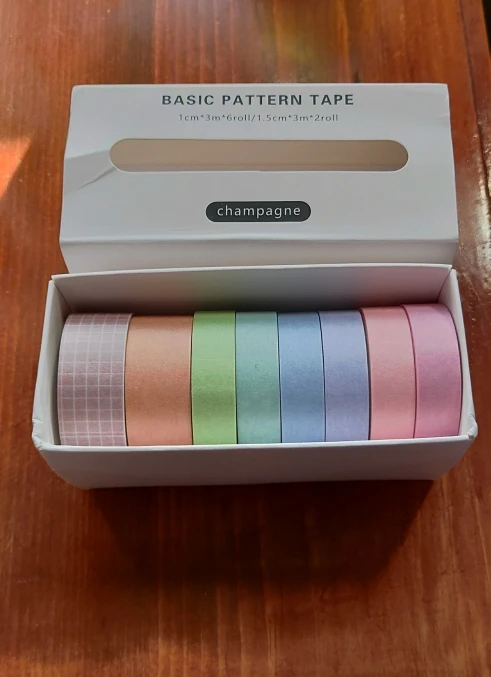 BASIC PATTERN TAPE
1cm*3m*6roll/1.5cm*3m*2roll
champagne